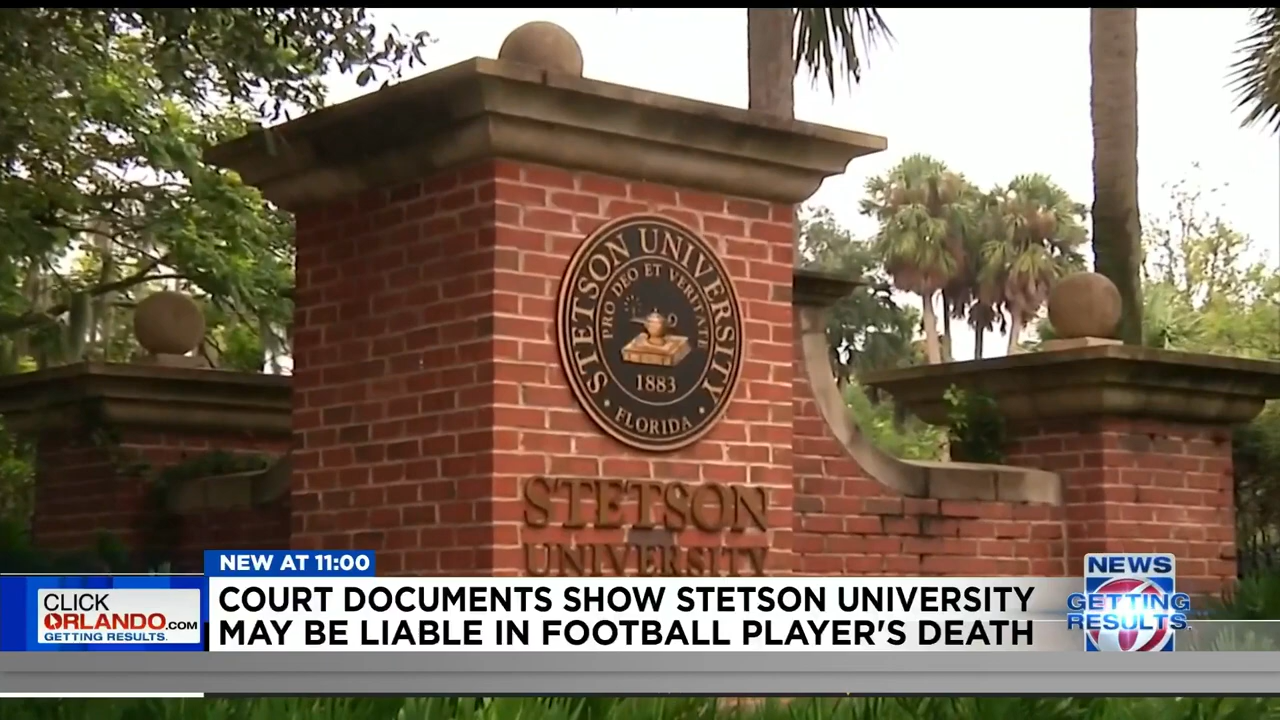 STETSON UNIVERSITY
PRO DEO ET VERITATE
1883
• FLORIDA •
STETSON
UNIVERSITY
NEW AT 11:00
CLICK
ORLANDO.COM
GETTING RESULTS.
COURT DOCUMENTS SHOW STETSON UNIVERSITY
MAY BE LIABLE IN FOOTBALL PLAYER'S DEATH
NEWS
GETTING
RESULTS